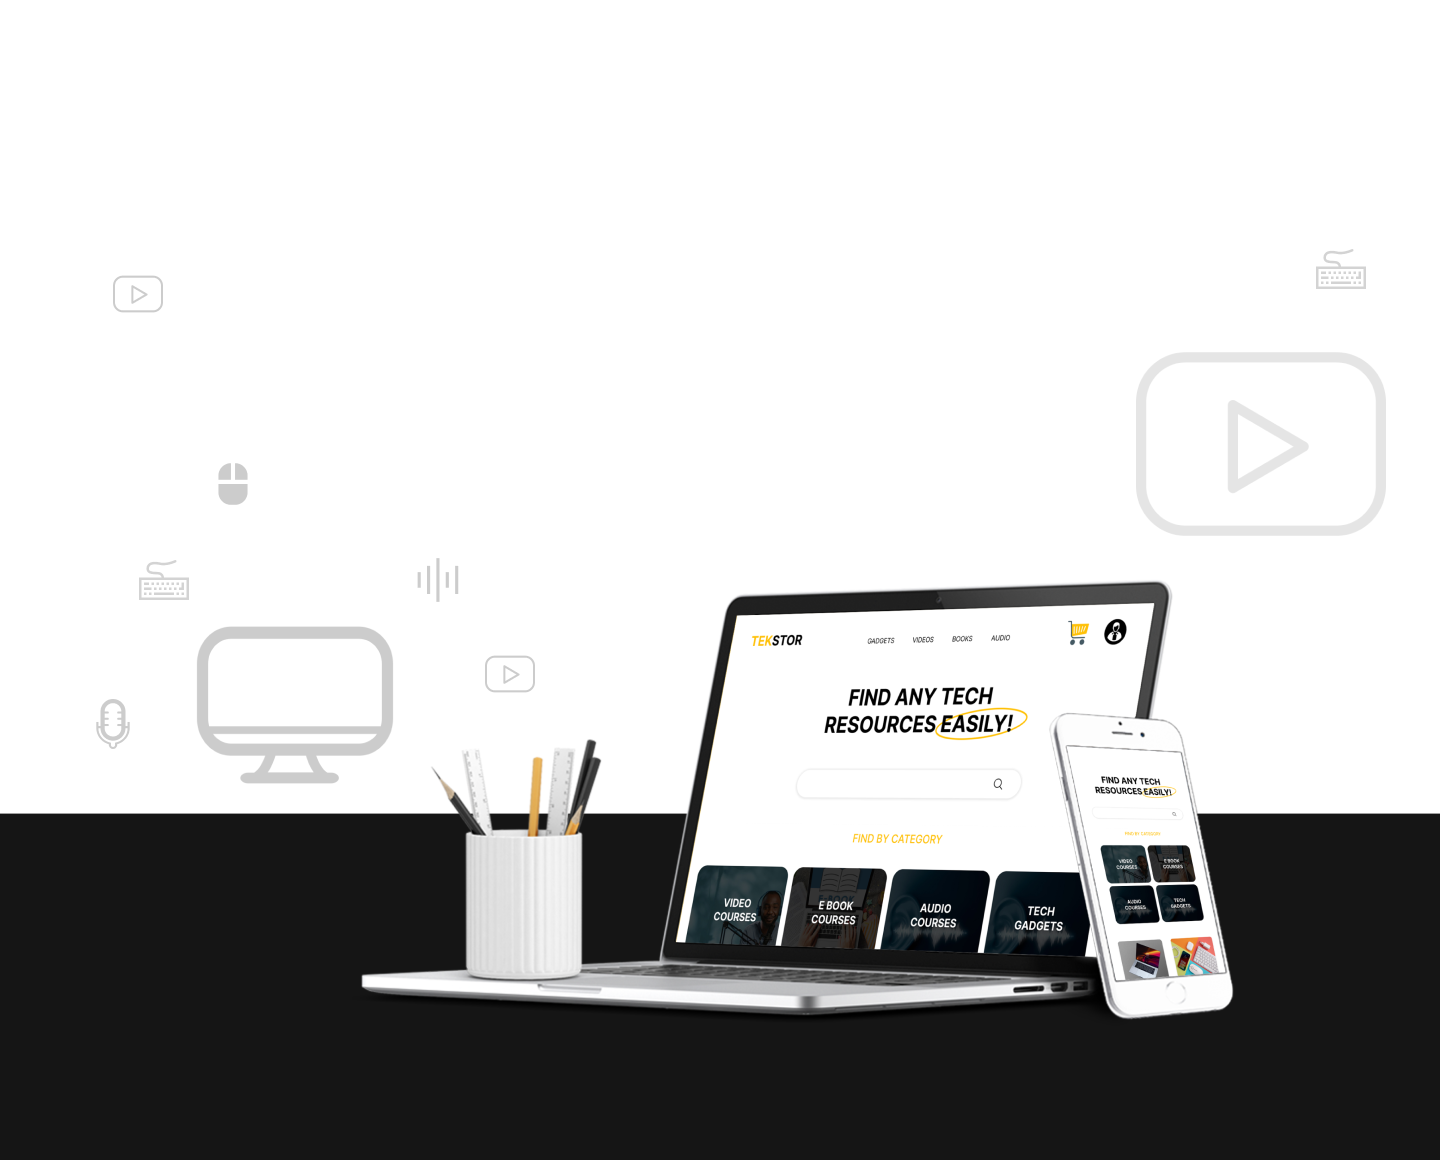 TEKSTOR
GADGETS
VIDEOS
BOOKS
AUDIO
FIND ANY TECH
RESOURCES EASILY!
FIND BY CATEGORY
VIDEO
COURSES
E BOOK
COURSES
AUDIO
COURSES
TECH
GADGETS
FIND ANY TECH
RESOURCES EASILY!
FIND BY CATEGORY
VIDEO
COURSES
E BOOK
COURSES
AUDIO
COURSES
TECH
GADGETS